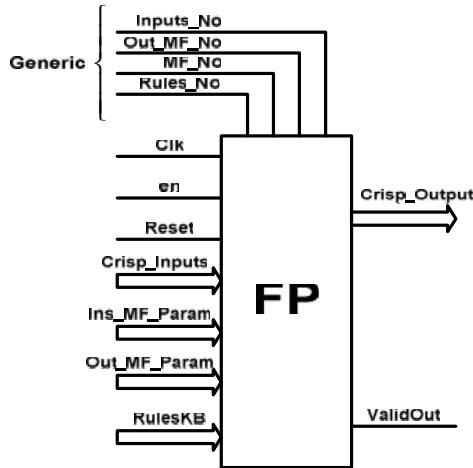 Inputs_No
Out_MF_No
MF_No
Generic
Rules_No
Clk
en
Crisp_Output
Reset
Crisp_Inputs
FP
Ins_MF_Param
Out_MF_Param
RulesKB
ValidOut